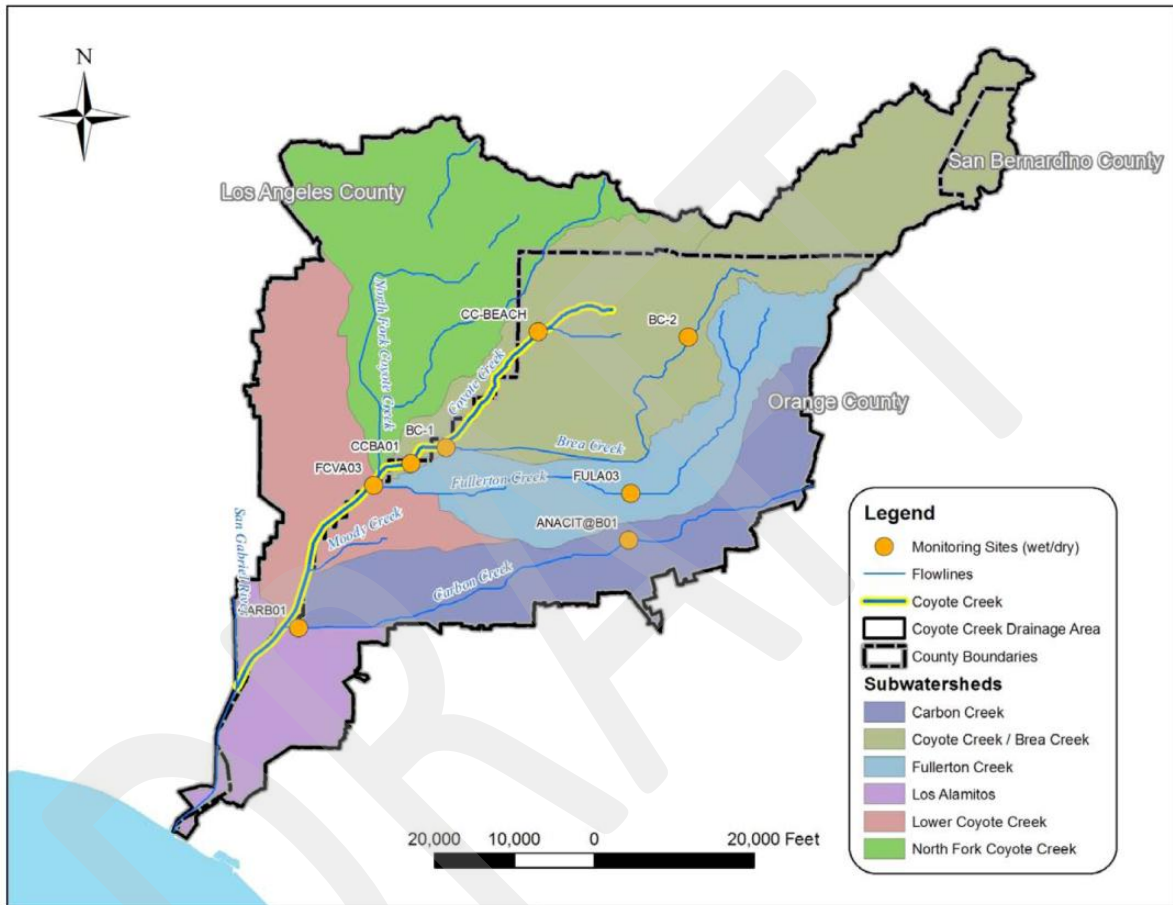 N
Los Angeles County
San Bernardino County
North Fork Coyote Creek
CC-BEACH
BC-2
Coyote Creek
Orange County
BC-1
CCBA01
Brea Creek
FCVA03
Fullerton Creek
FULA03
ANACIT@B01
Moody Creek
San Gabriel River
Carbon Creek
ARB01
Legend
Monitoring Sites (wet/dry)
Flowlines
Coyote Creek
Coyote Creek Drainage Area
County Boundaries
Subwatersheds
Carbon Creek
Coyote Creek / Brea Creek
Fullerton Creek
Los Alamitos
Lower Coyote Creek
North Fork Coyote Creek
20,000 10,000 0 20,000 Feet
DRAFT